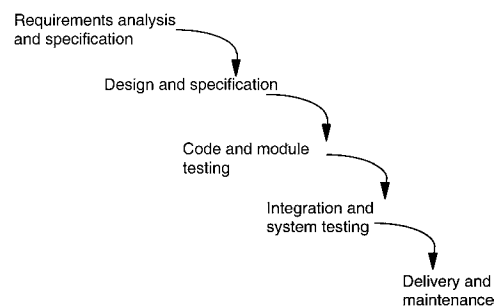 Requirements analysis
and specification
Design and specification
Code and module
testing
Integration and
system testing
Delivery and
maintenance